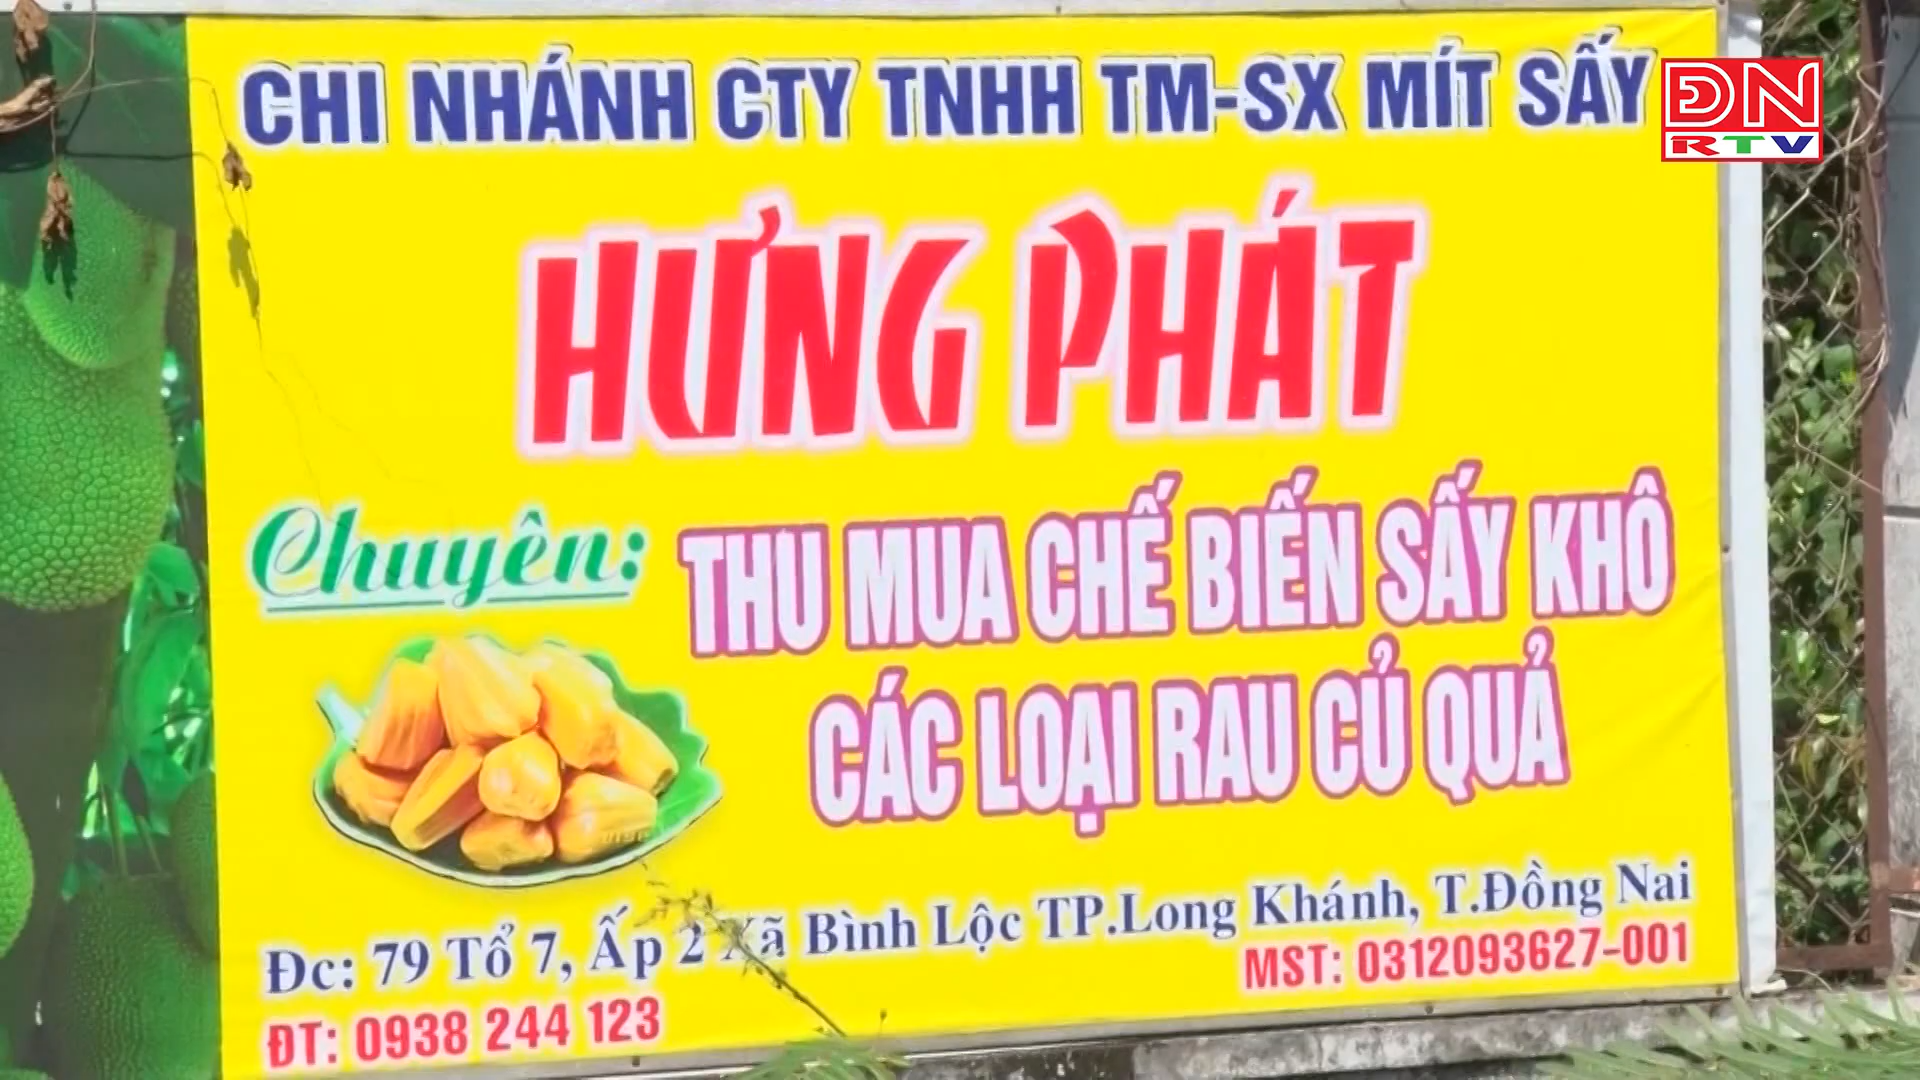 CHI NHÁNH CTY TNHH TM-SX MÍT SẤY
ĐN
RTV
HƯNG PHÁT
Chuyên:
THU MUA CHẾ BIẾN SẤY KHÔ
CÁC LOẠI RAU CỦ QUẢ
Đc: 79 Tổ 7, Ấp 2 Xã Bình Lộc TP.Long Khánh, T.Đồng Nai
MST: 0312093627-001
ĐT: 0938 244 123